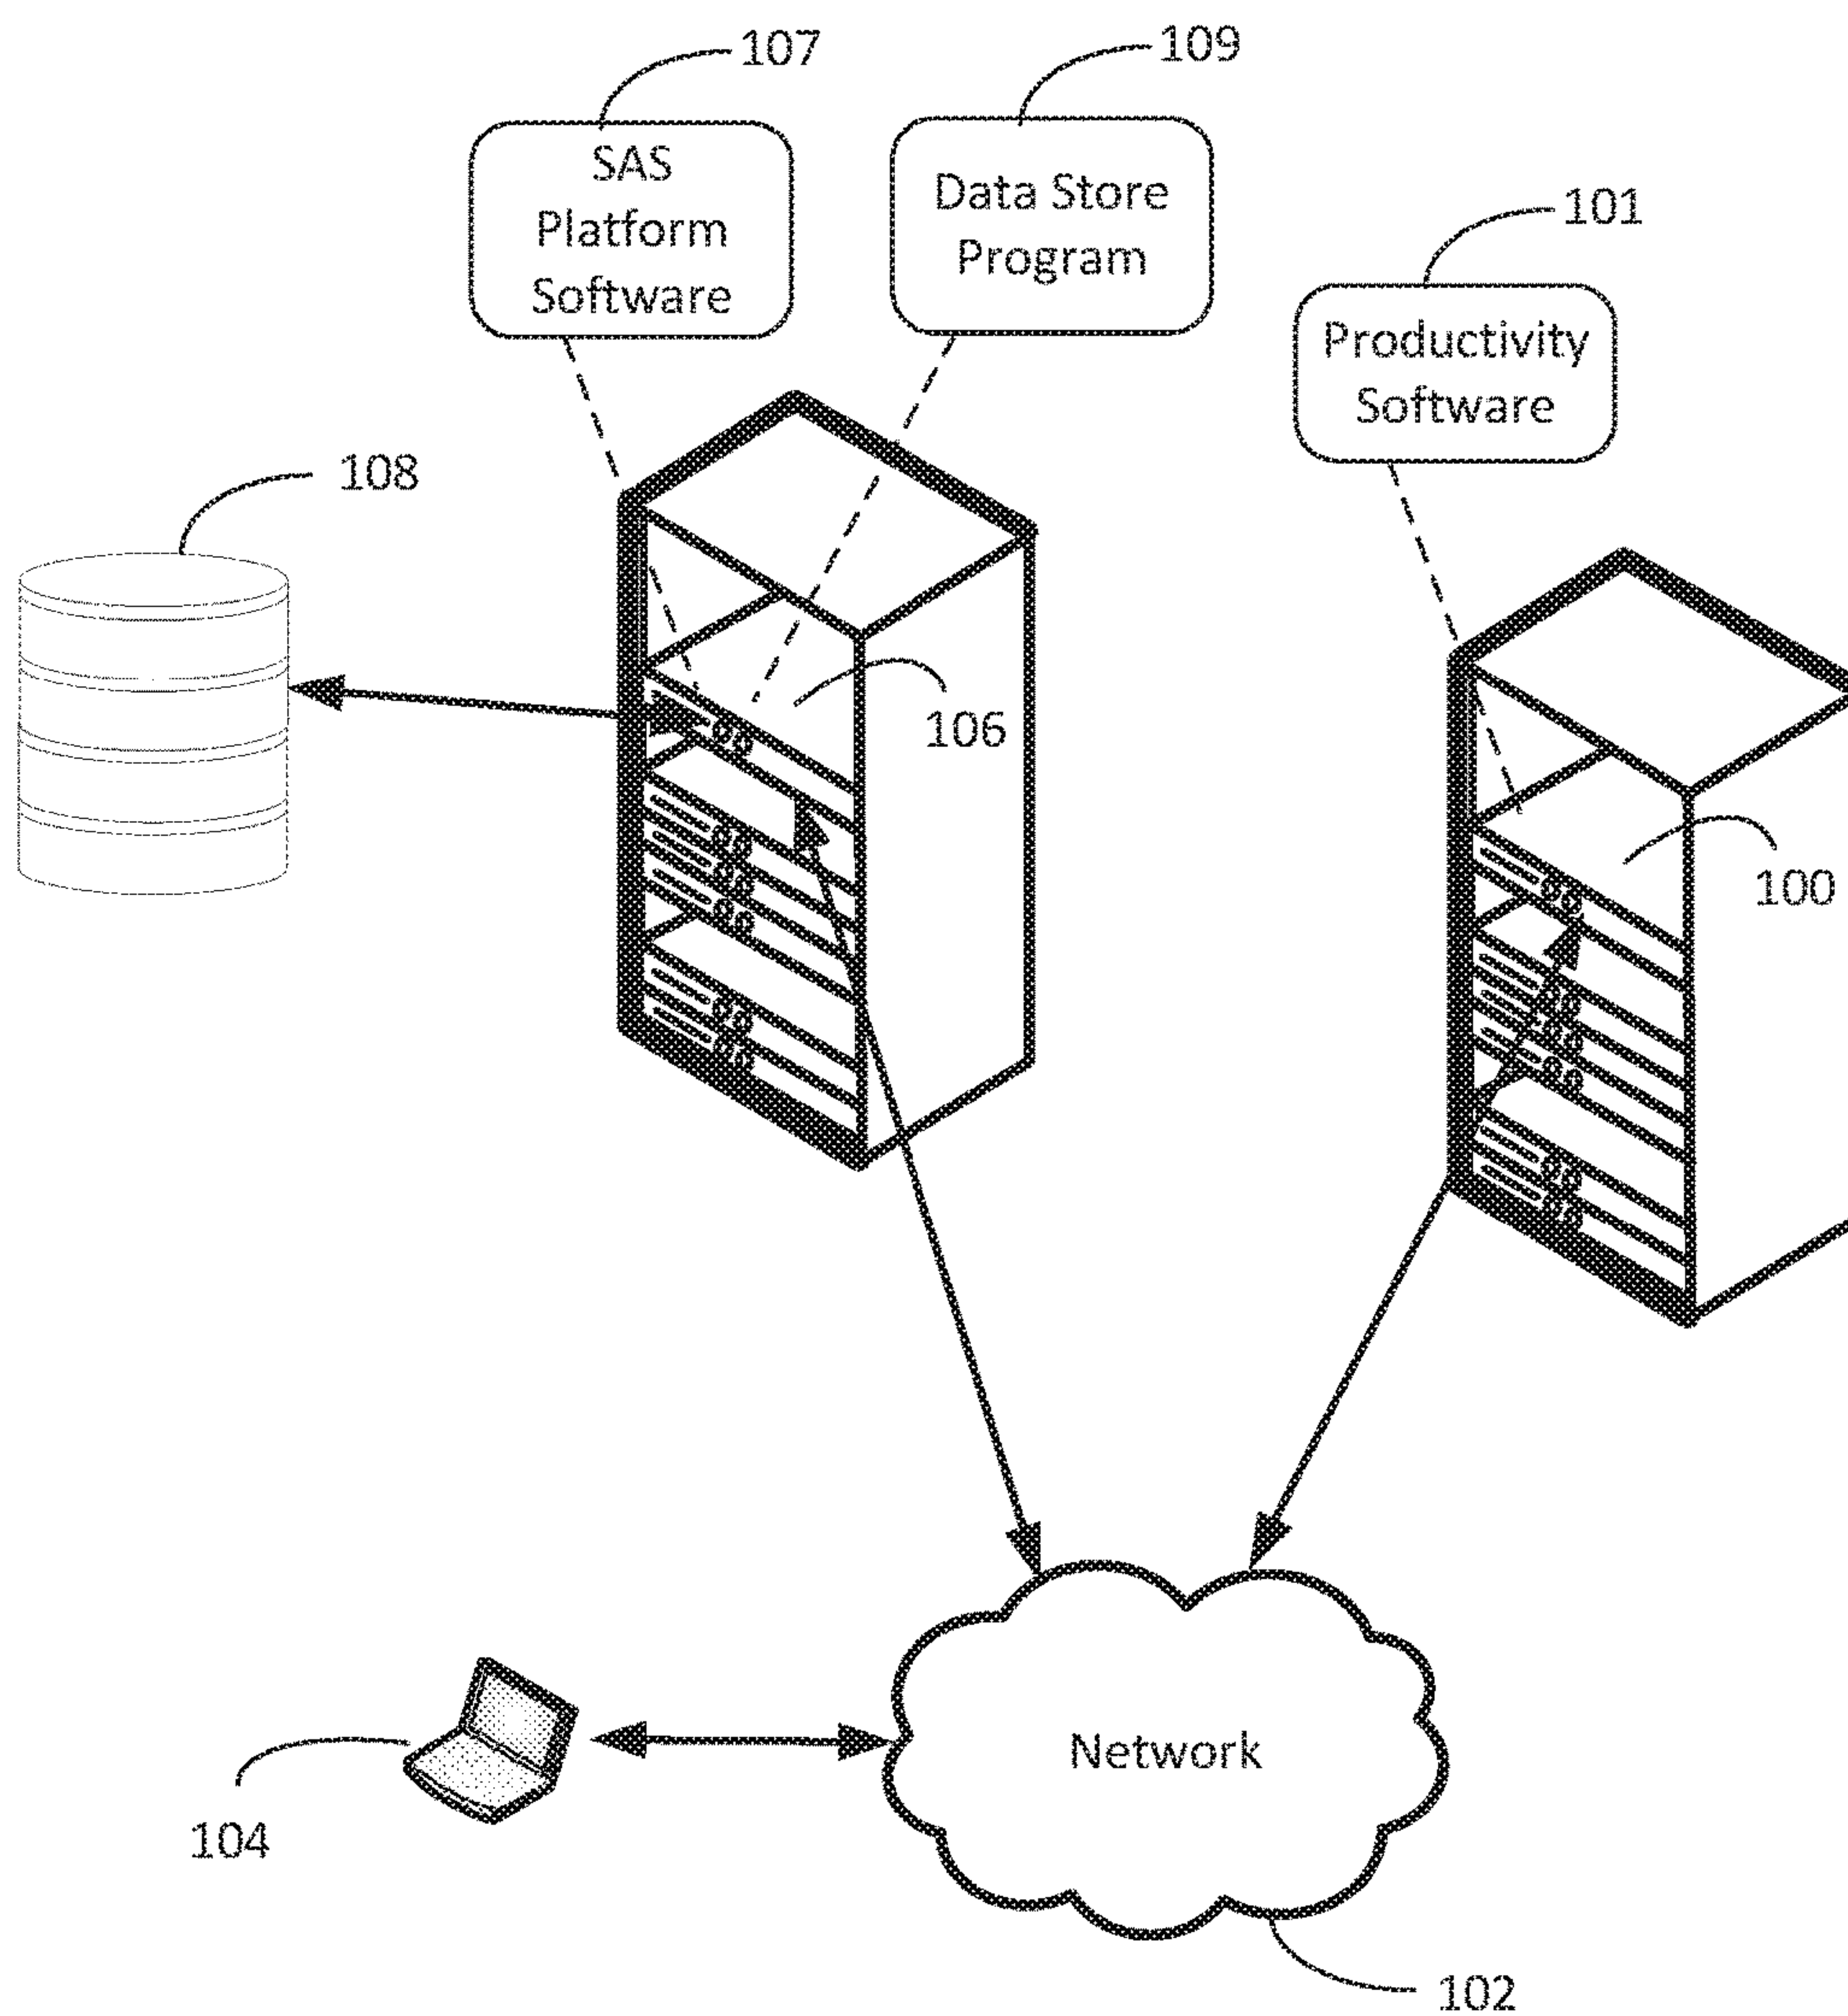 107
109
SAS
Platform
Software
Data Store
Program
101
Productivity
Software
108
106
100
Network
104
102